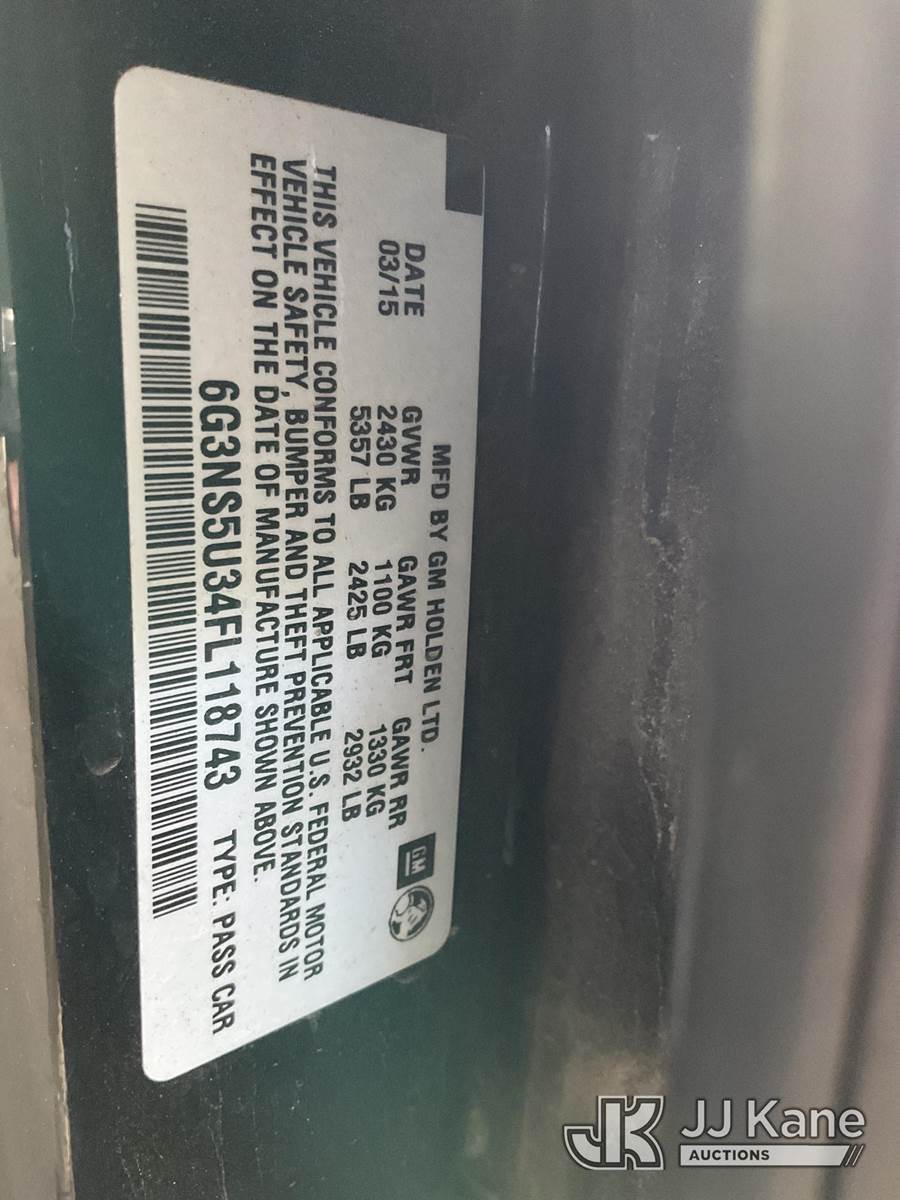 MFD BY GM HOLDEN LTD.
GM
DATE GVWR GAWR FRT GAWR RR
03/15 2430 KG 1100 KG 1330 KG
5357 LB 2425 LB 2932 LB
THIS VEHICLE CONFORMS TO ALL APPLICABLE U.S. FEDERAL MOTOR
VEHICLE SAFETY, BUMPER AND THEFT PREVENTION STANDARDS IN
EFFECT ON THE DATE OF MANUFACTURE SHOWN ABOVE.
6G3NS5U34FL118743 TYPE: PASS CAR
JK JJ Kane
AUCTIONS